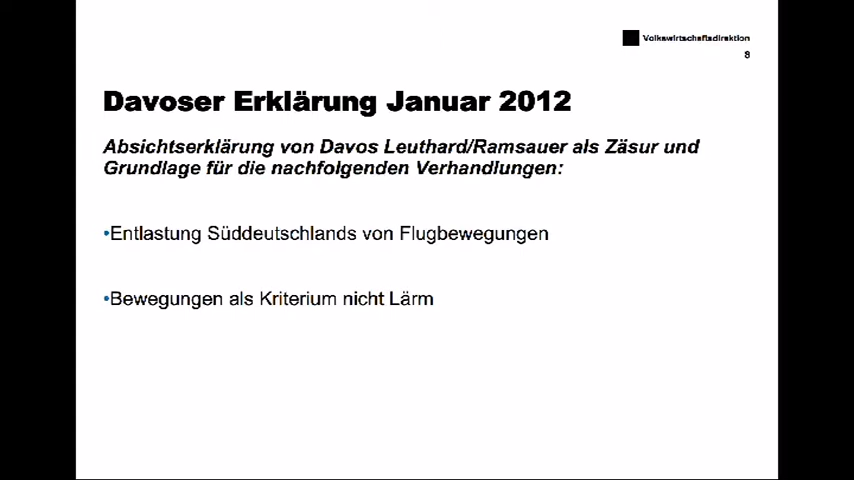 Volkswirtschaftsdirektion
8
Davoser Erklärung Januar 2012
Absichtserklärung von Davos Leuthard/Ramsauer als Zäsur und
Grundlage für die nachfolgenden Verhandlungen:
•Entlastung Süddeutschlands von Flugbewegungen
•Bewegungen als Kriterium nicht Lärm